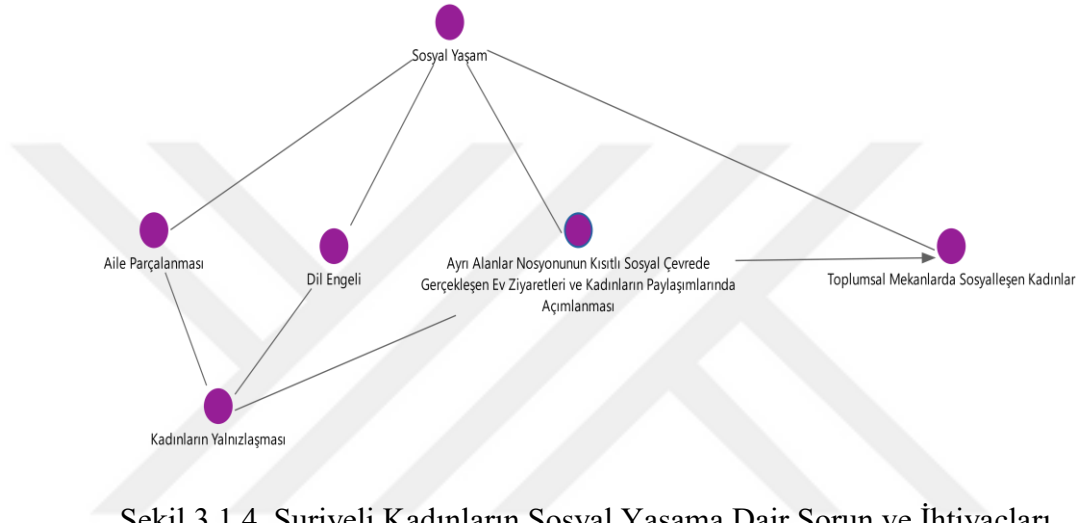 Sosyal Yaşam
Aile Parçalanması
Dil Engeli
Ayrı Alanlar Nosyonunun Kısıtlı Sosyal Çevrede
Gerçekleşen Ev Ziyaretleri ve Kadınların Paylaşımlarında
Açımlanması
Toplumsal Mekanlarda Sosyalleşen Kadınlar
Kadınların Yalnızlaşması
Şekil 3.1.4. Suriyeli Kadınların Sosyal Yaşama Dair Sorun ve İhtiyaçları